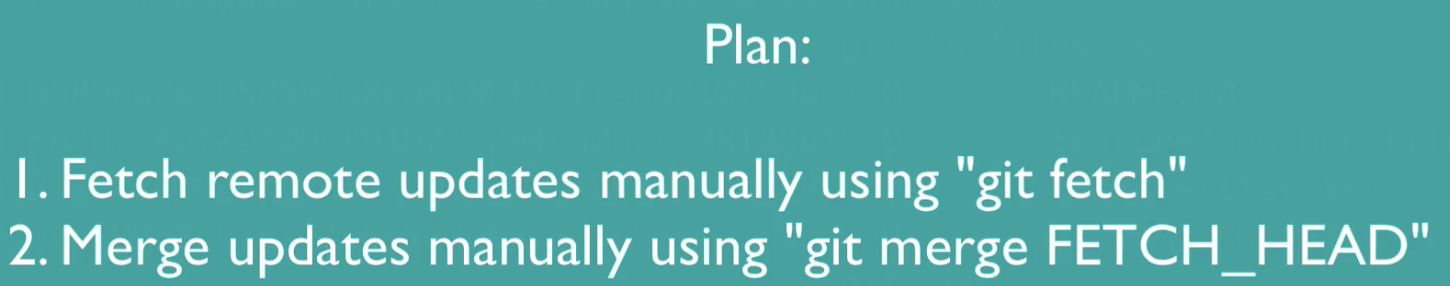 Plan:
1. Fetch remote updates manually using "git fetch"
2. Merge updates manually using "git merge FETCH_HEAD"